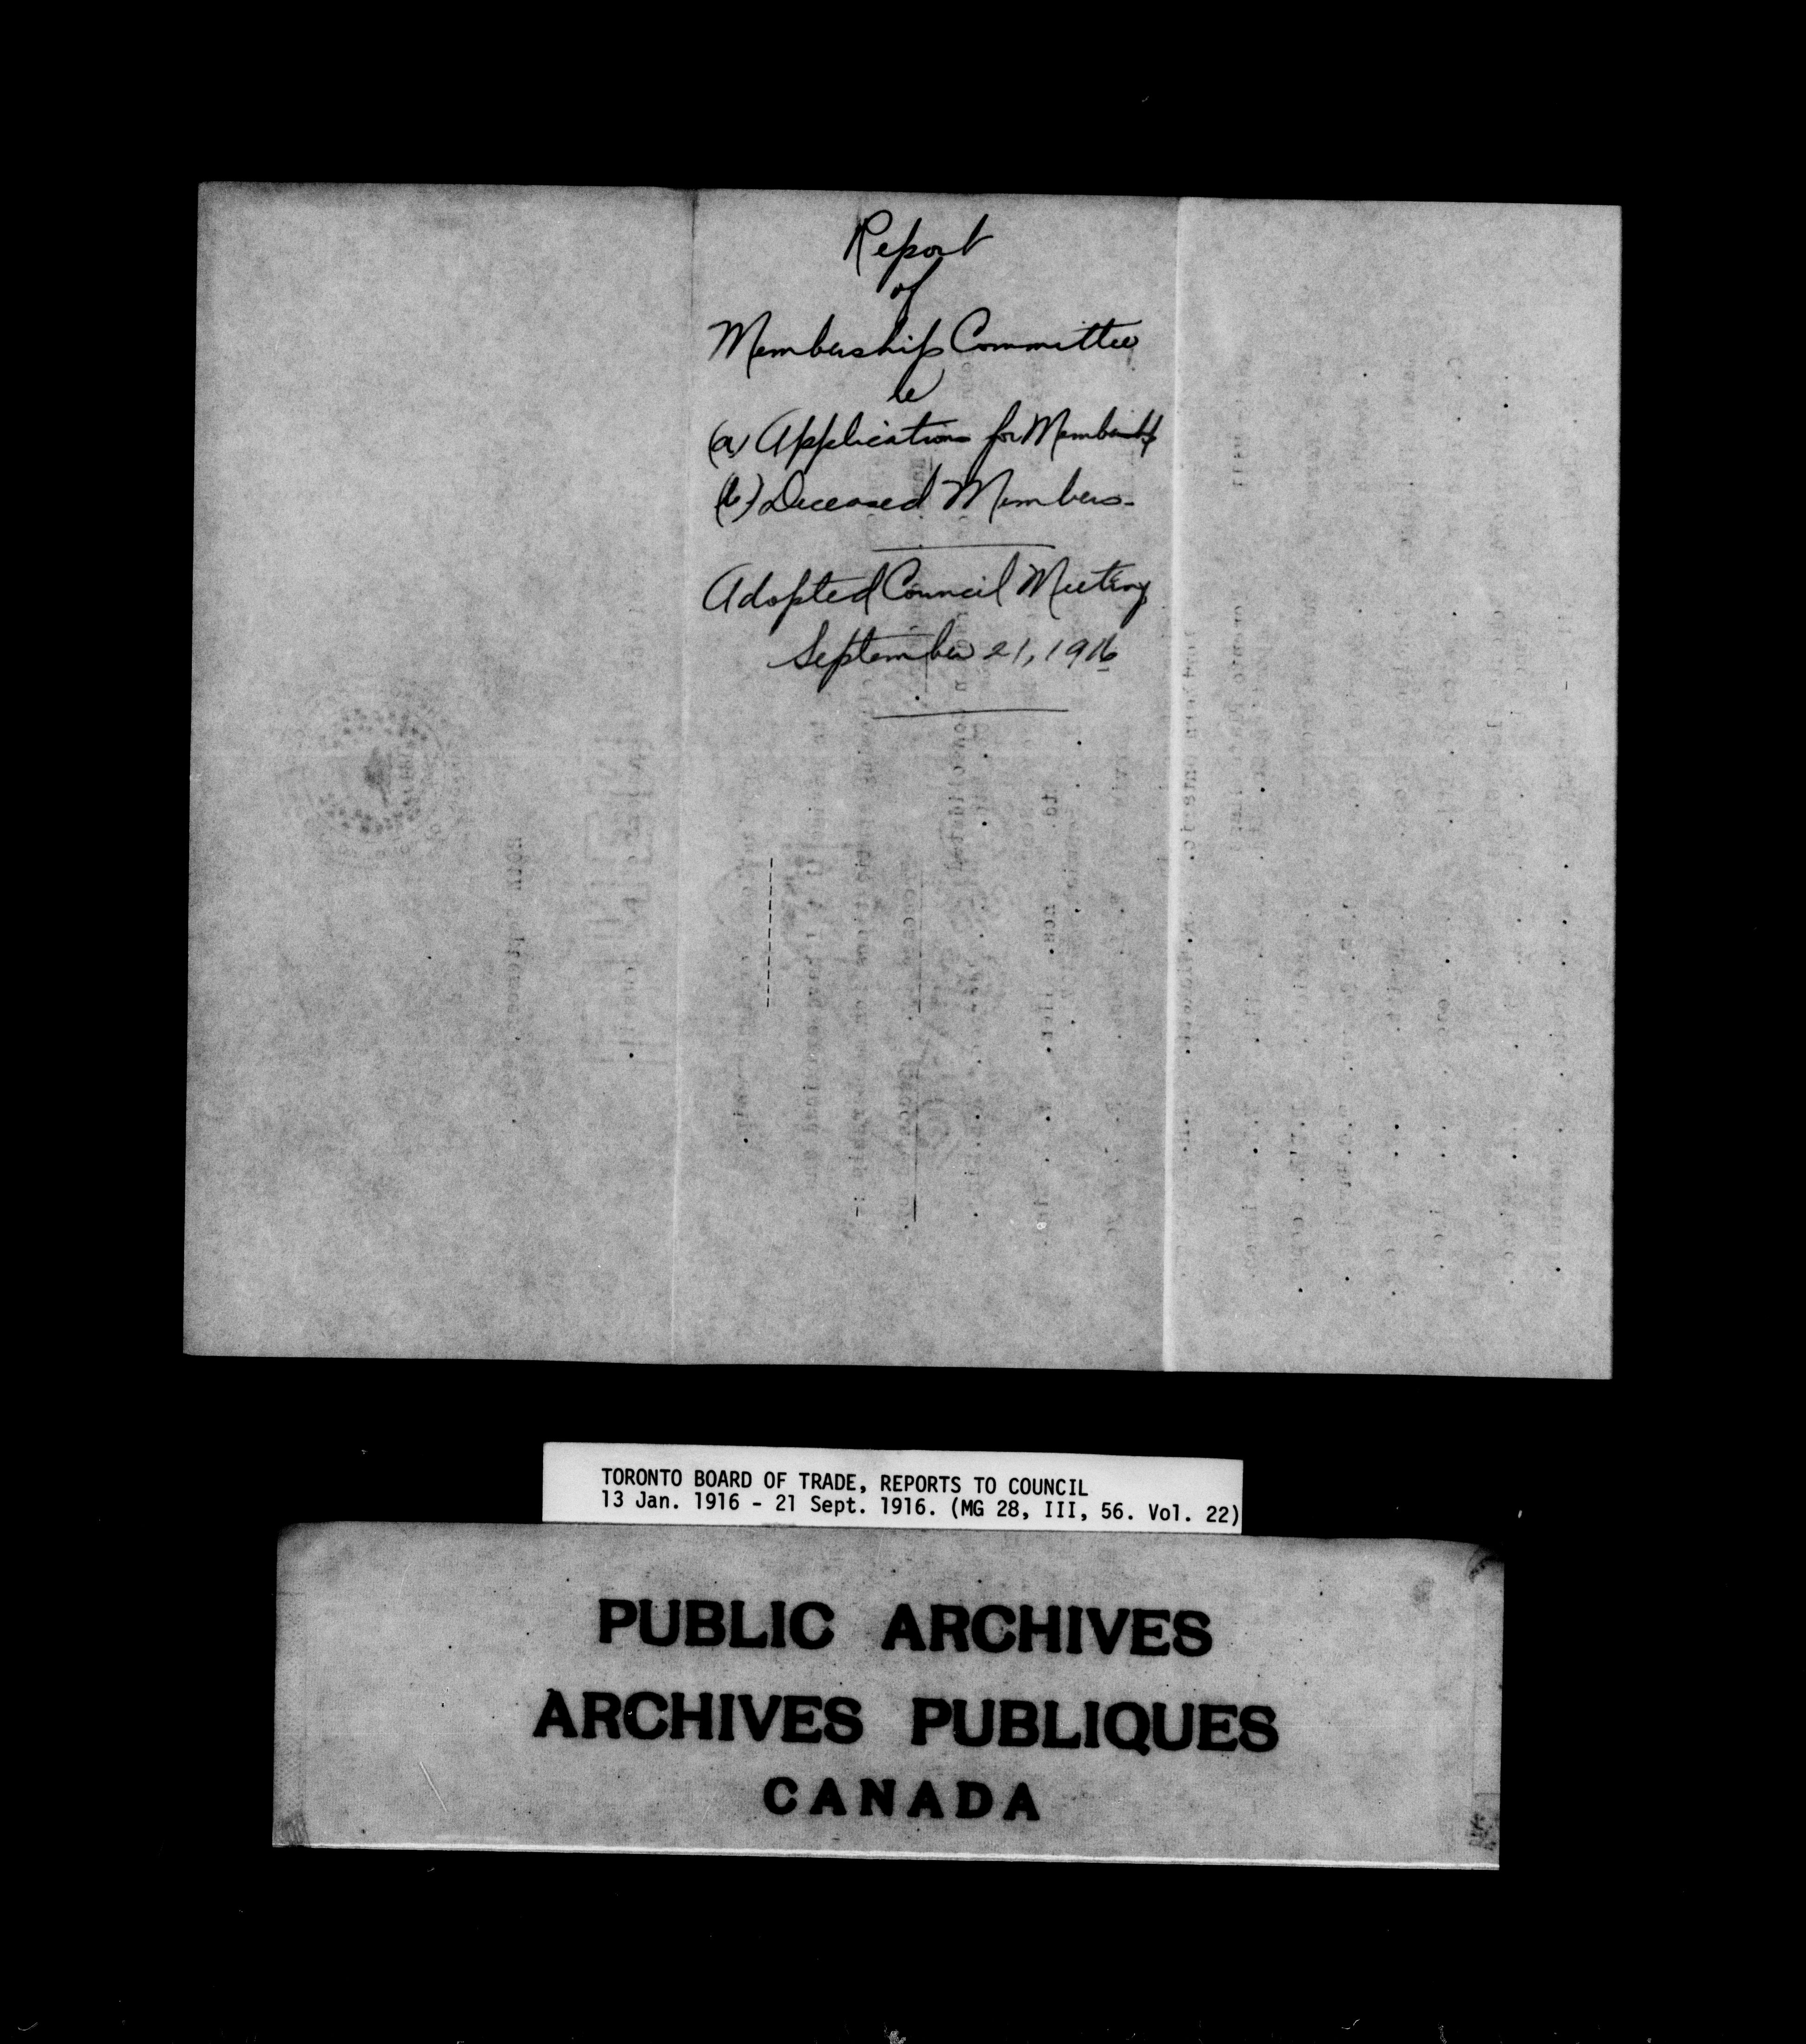 Report
of
Membership Committee
re
(a) Applications for Membership
(b) Deceased Members-
Adopted Council Meeting
September 21, 1916
TORONTO BOARD OF TRADE, REPORTS TO COUNCIL
13 Jan. 1916 - 21 Sept. 1916. (MG 28, III, 56. Vol. 22)
PUBLIC ARCHIVES
ARCHIVES PUBLIQUES
CANADA